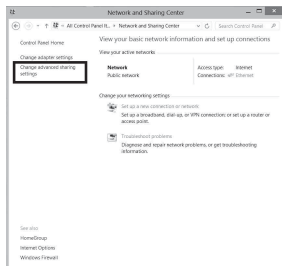 Network and Sharing Center
« All Control Panel It... › Network and Sharing Center
Search Control Panel
Control Panel Home
View your basic network information and set up connections
Change adapter settings
View your active networks
Change advanced sharing
settings
Network
Public network
Access type: Internet
Connections: Ethernet
Change your networking settings
Set up a new connection or network
Set up a broadband, dial-up, or VPN connection; or set up a router or
access point.
Troubleshoot problems
Diagnose and repair network problems, or get troubleshooting
information.
See also
HomeGroup
Internet Options
Windows Firewall